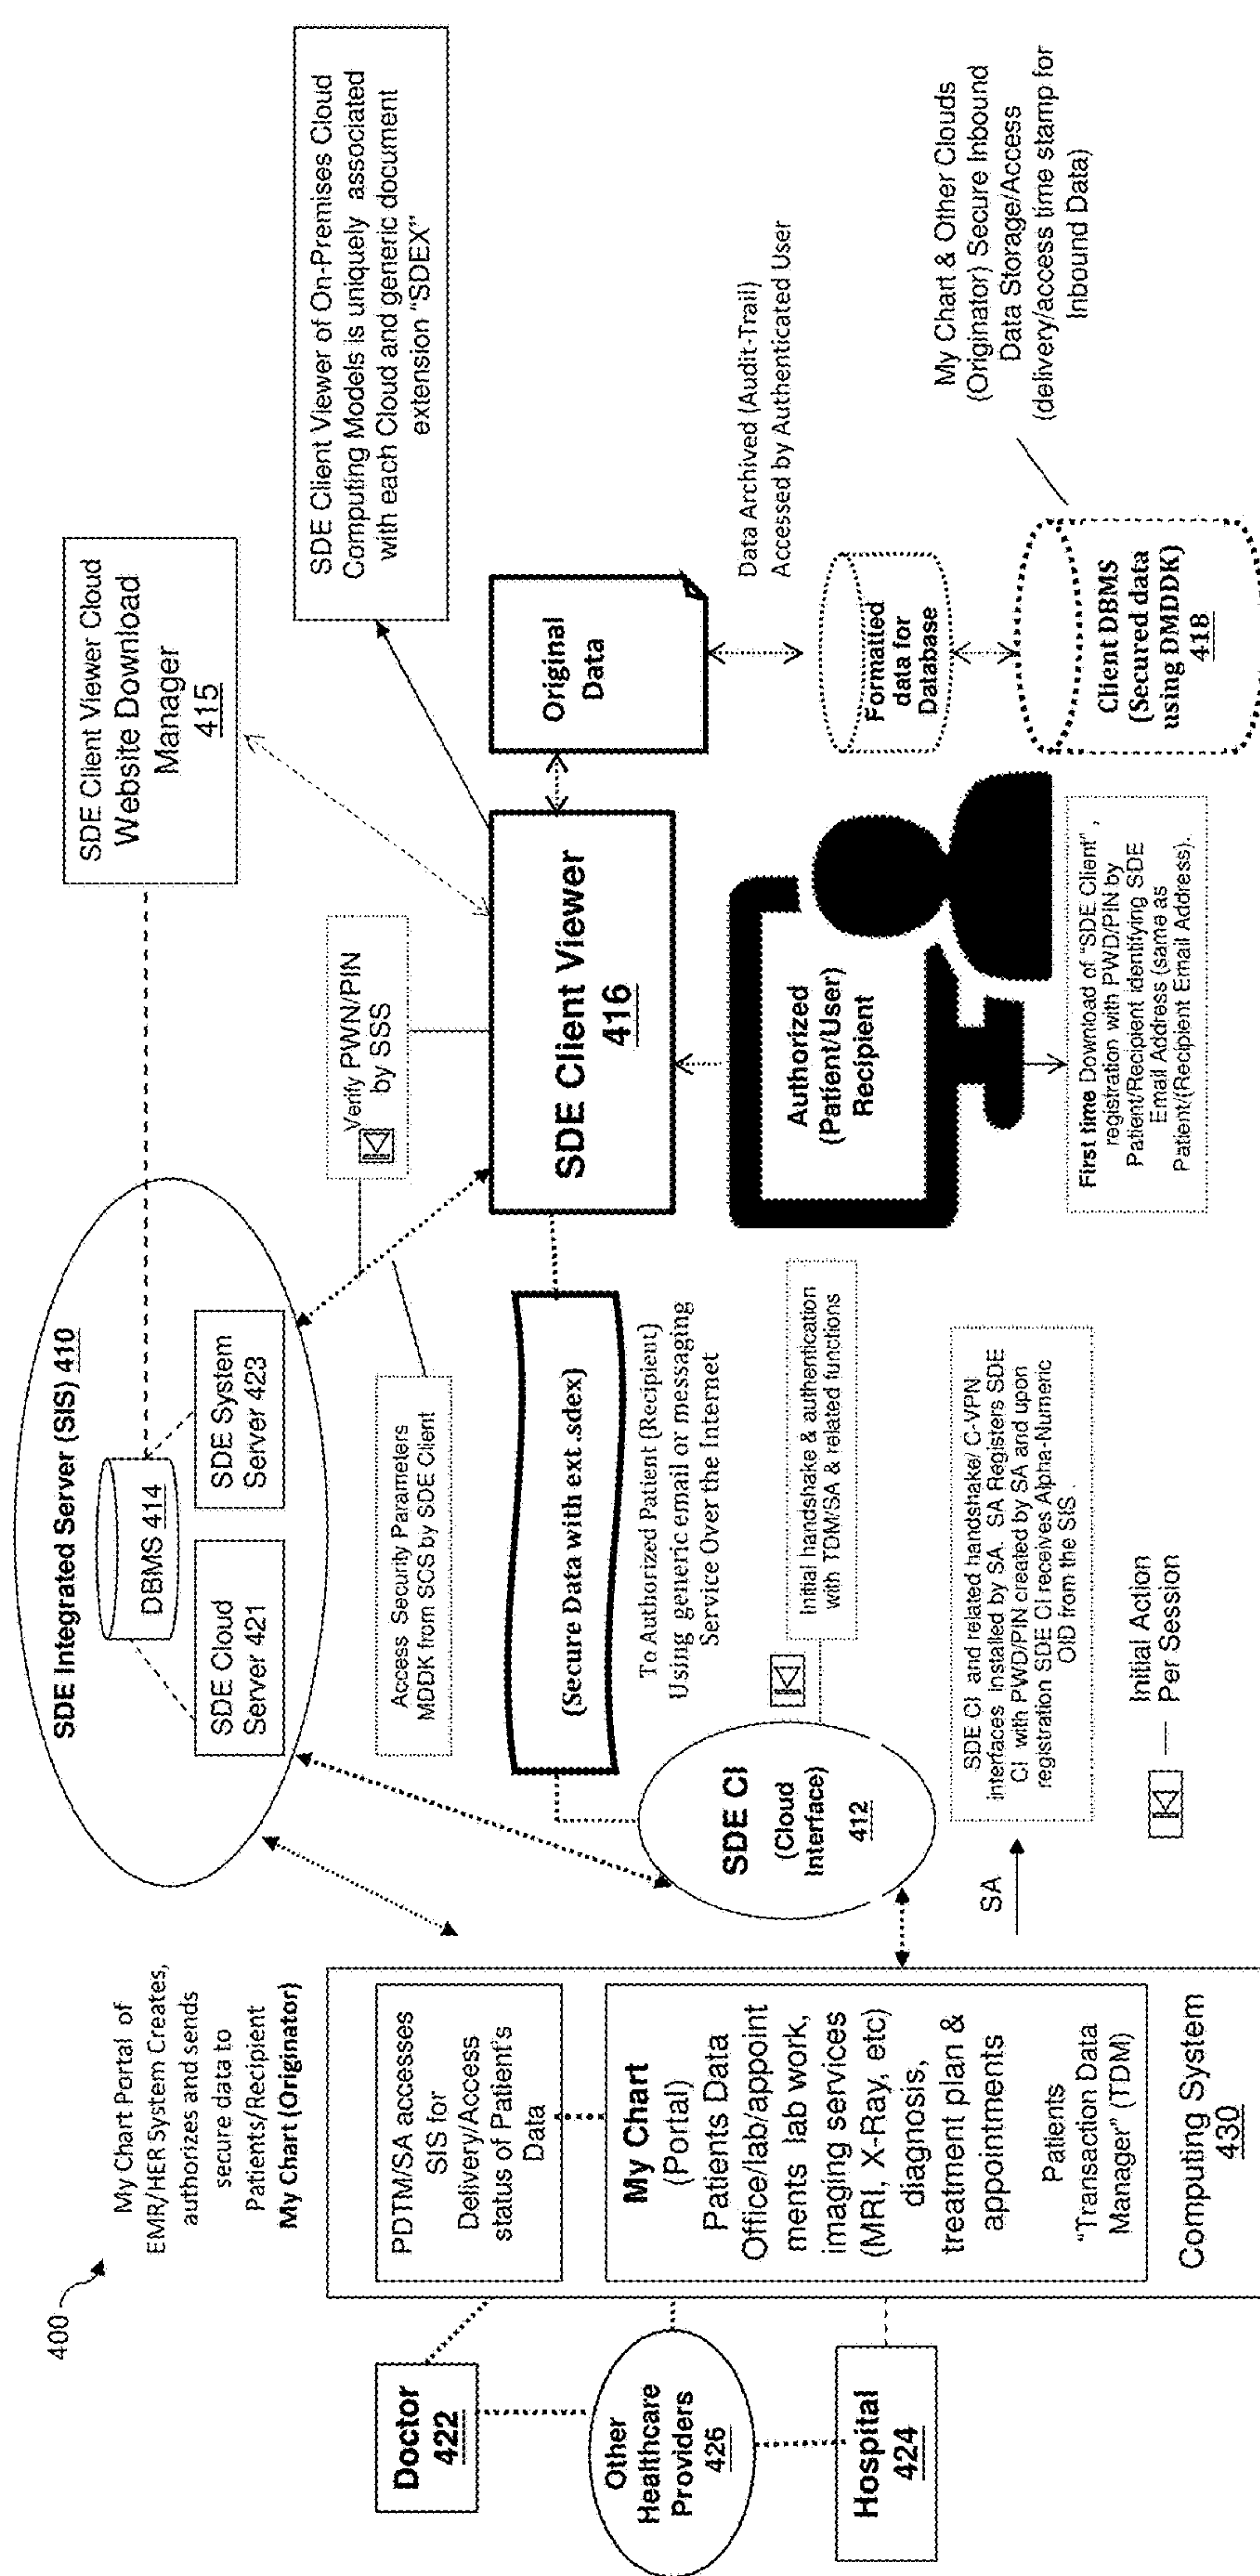 400
My Chart Portal of
EMR/HER System Creates,
authorizes and sends
secure data to
Patients/Recipient
My Chart (Originator)
Doctor
422
Other
Healthcare
Providers
426
Hospital
424
PDTM/SA accesses
SIS for
Delivery/Access
status of Patient's
Data
My Chart
(Portal)
Patients Data
Office/lab/appoint
ments lab work,
imaging services
(MRI, X-Ray, etc)
diagnosis,
treatment plan &
appointments
Patients
"Transaction Data
Manager" (TDM)
Computing System
430
SDE Integrated Server (SIS) 410
DBMS 414
SDE Cloud
Server 421
SDE System
Server 423
Access Security Parameters
MDDK from SCS by SDE Client
(Secure Data with ext .sdex)
To Authorized Patient (Recipient)
Using generic email or messaging
Service Over the Internet
SDE CI
(Cloud
Interface)
412
Initial handshake & authentication
with TDM/SA & related functions
SA
SDE CI and related handshake/ C-VPN
interfaces installed by SA. SA Registers SDE
CI with PWD/PIN created by SA and upon
registration SDE CI receives Alpha-Numeric
OID from the SIS .
Initial Action
Per Session
SDE Client Viewer Cloud
Website Download
Manager
415
Verify PWN/PIN
by SSS
SDE Client Viewer
416
SDE Client Viewer of On-Premises Cloud
Computing Models is uniquely associated
with each Cloud and generic document
extension "SDEX"
Original
Data
Data Archived (Audit-Trail)
Accessed by Authenticated User
Formatted
data for
Database
Client DBMS
(Secured data
using DMDDK)
418
My Chart & Other Clouds
(Originator) Secure Inbound
Data Storage/Access
(delivery/access time stamp for
Inbound Data)
Authorized
(Patient/User)
Recipient
First time Download of "SDE Client" ,
registration with PWD/PIN by
Patient/Recipient identifying SDE
Email Address (same as
Patient/(Recipient Email Address).